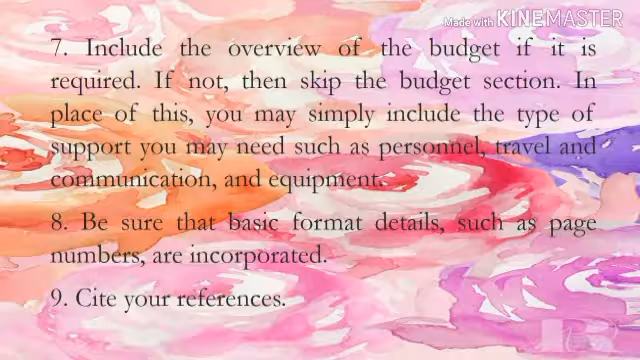 Made with KINEMASTER
7. Include the overview of the budget if it is
required. If not, then skip the budget section. In
place of this, you may simply include the type of
support you may need such as personnel, travel and
communication, and equipment.
8. Be sure that basic format details, such as page
numbers, are incorporated.
9. Cite your references.